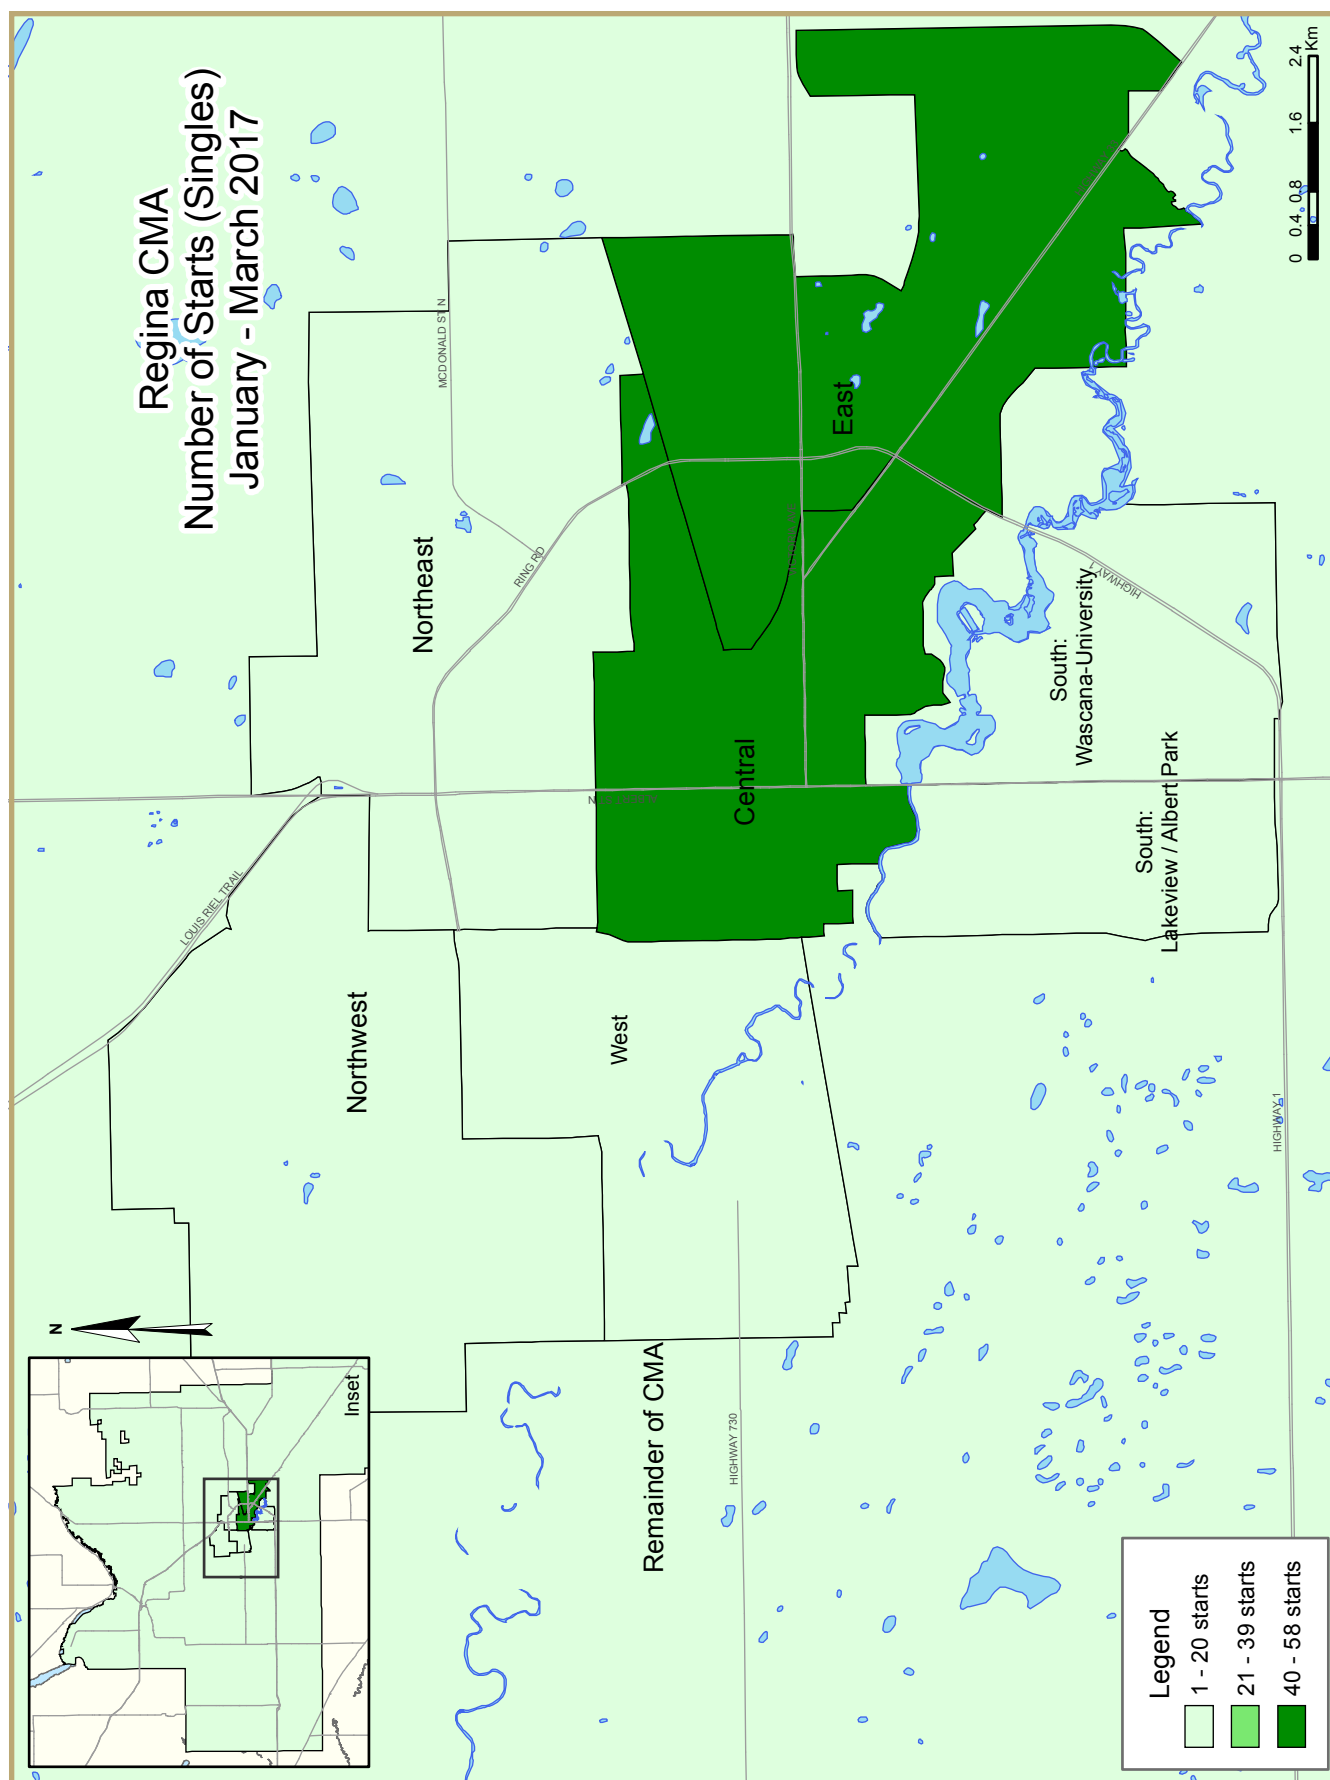 Regina CMA
Number of Starts (Singles)
January - March 2017
N
Inset
LOUIS RIEL TRAIL
MCDONALD ST N
RING RD
Northeast
Northwest
West
Central
East
South:
Wascana-University
South:
Lakeview / Albert Park
HIGHWAY 1
HIGHWAY 1
HIGHWAY 730
Remainder of CMA
Legend
1 - 20 starts
21 - 39 starts
40 - 58 starts
0 0.4 0.8 1.6 2.4
Km